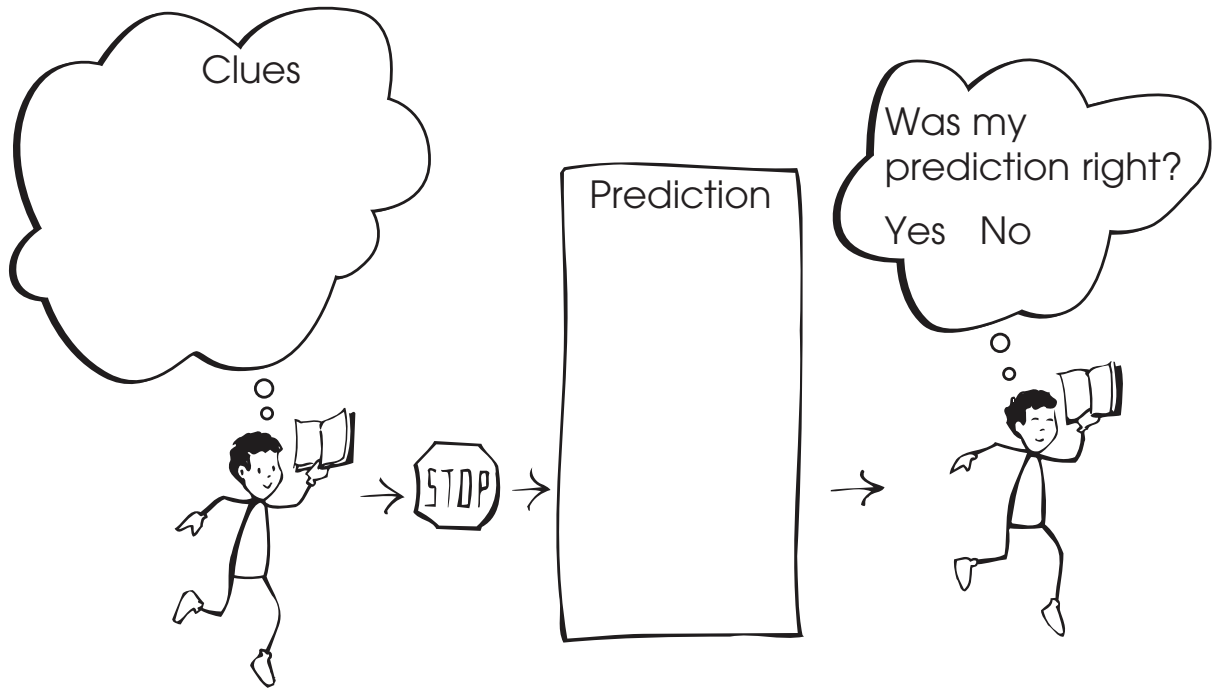 Clues
STOP
Prediction
Was my
prediction right?
Yes No